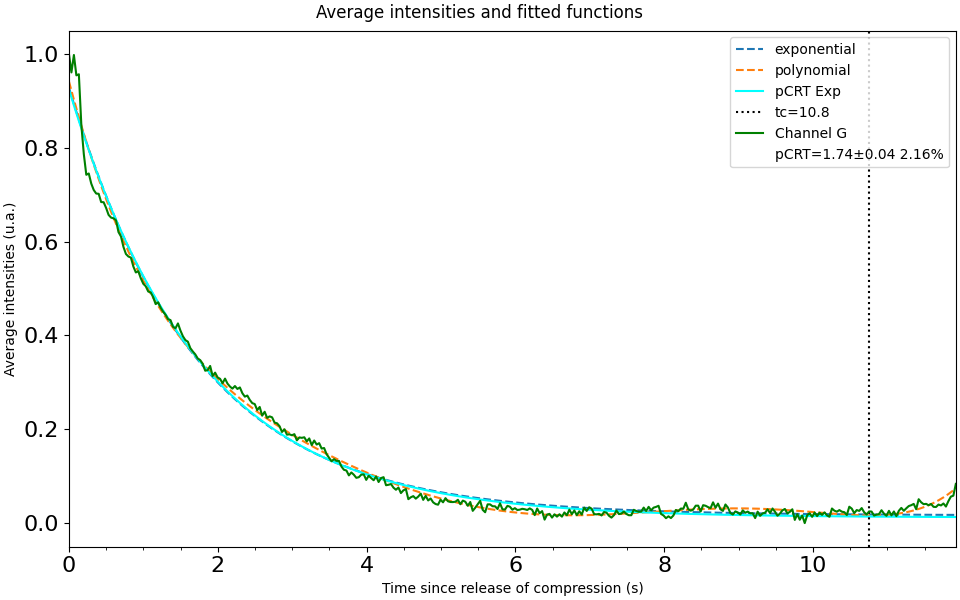 Average intensities and fitted functions
exponential
polynomial
pCRT Exp
tc=10.8
Channel G
pCRT=1.74±0.04 2.16%
Average intensities (u.a.)
1.0
0.8
0.6
0.4
0.2
0.0
0 2 4 6 8 10
Time since release of compression (s)